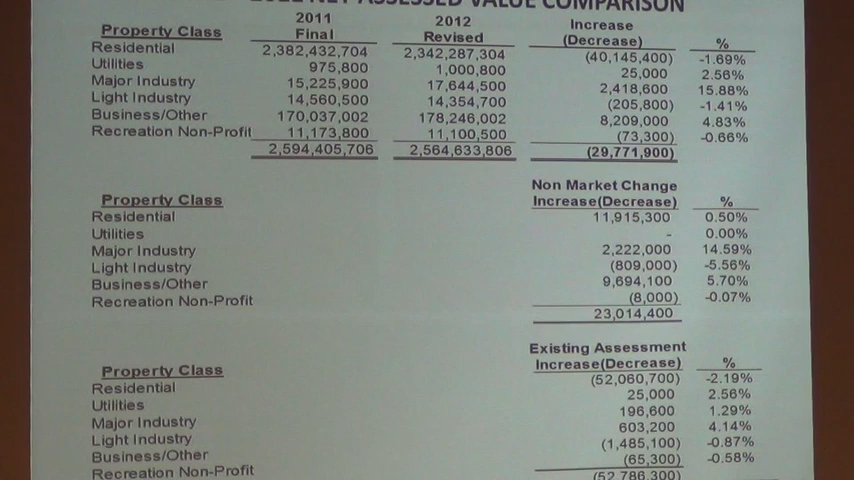 2012 NET ASSESSED VALUE COMPARISON
Property Class 2011 Final 2012 Revised Increase (Decrease) %
Residential 2,382,432,704 2,342,287,304 (40,145,400) -1.69%
Utilities 975,800 1,000,800 25,000 2.56%
Major Industry 15,225,900 17,644,500 2,418,600 15.88%
Light Industry 14,560,500 14,354,700 (205,800) -1.41%
Business/Other 170,037,002 178,246,002 8,209,000 4.83%
Recreation Non-Profit 11,173,800 11,100,500 (73,300) -0.66%
2,594,405,706 2,564,633,806 (29,771,900)
Property Class Non Market Change Increase(Decrease) %
Residential 11,915,300 0.50%
Utilities - 0.00%
Major Industry 2,222,000 14.59%
Light Industry (809,000) -5.56%
Business/Other 9,694,100 5.70%
Recreation Non-Profit (8,000) -0.07%
23,014,400
Property Class Existing Assessment Increase(Decrease) %
Residential (52,060,700) -2.19%
Utilities 25,000 2.56%
Major Industry 196,600 1.29%
Light Industry 603,200 4.14%
Business/Other (1,485,100) -0.87%
Recreation Non-Profit (65,300) -0.58%
(52,786,300)